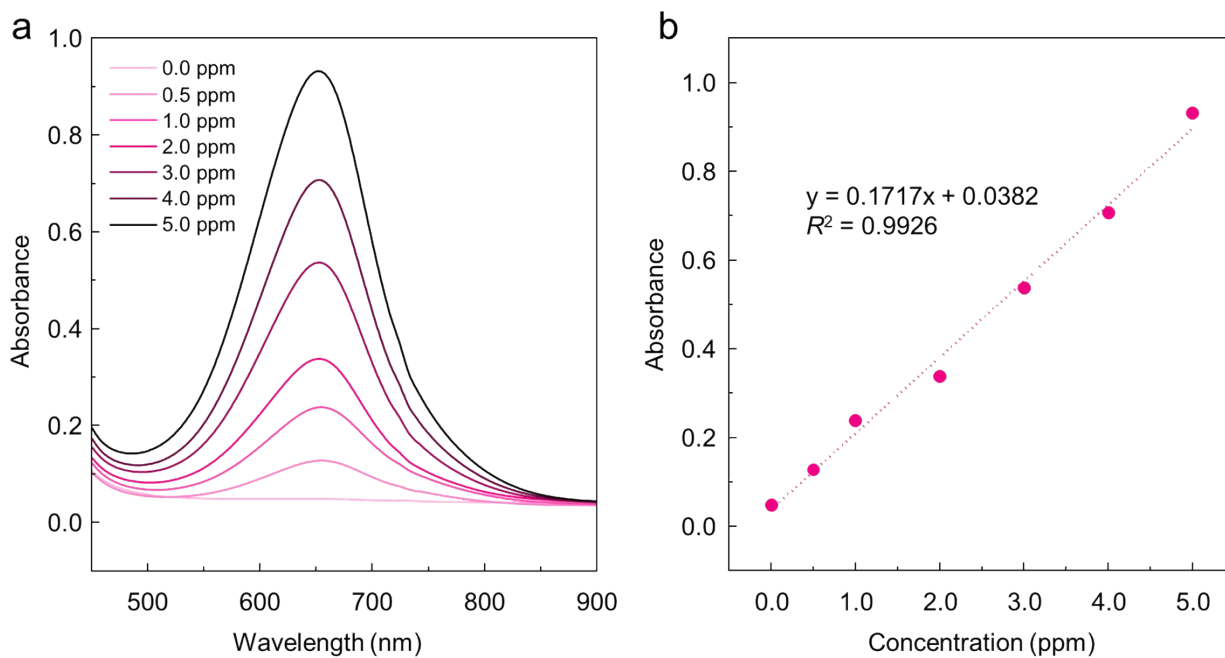 a
1.0
0.8
0.6
0.4
0.2
0.0
Absorbance
0.0 ppm
0.5 ppm
1.0 ppm
2.0 ppm
3.0 ppm
4.0 ppm
5.0 ppm
500 600 700 800 900
Wavelength (nm)
b
1.0
0.8
0.6
0.4
0.2
0.0
Absorbance
y = 0.1717x + 0.0382
R² = 0.9926
0.0 1.0 2.0 3.0 4.0 5.0
Concentration (ppm)